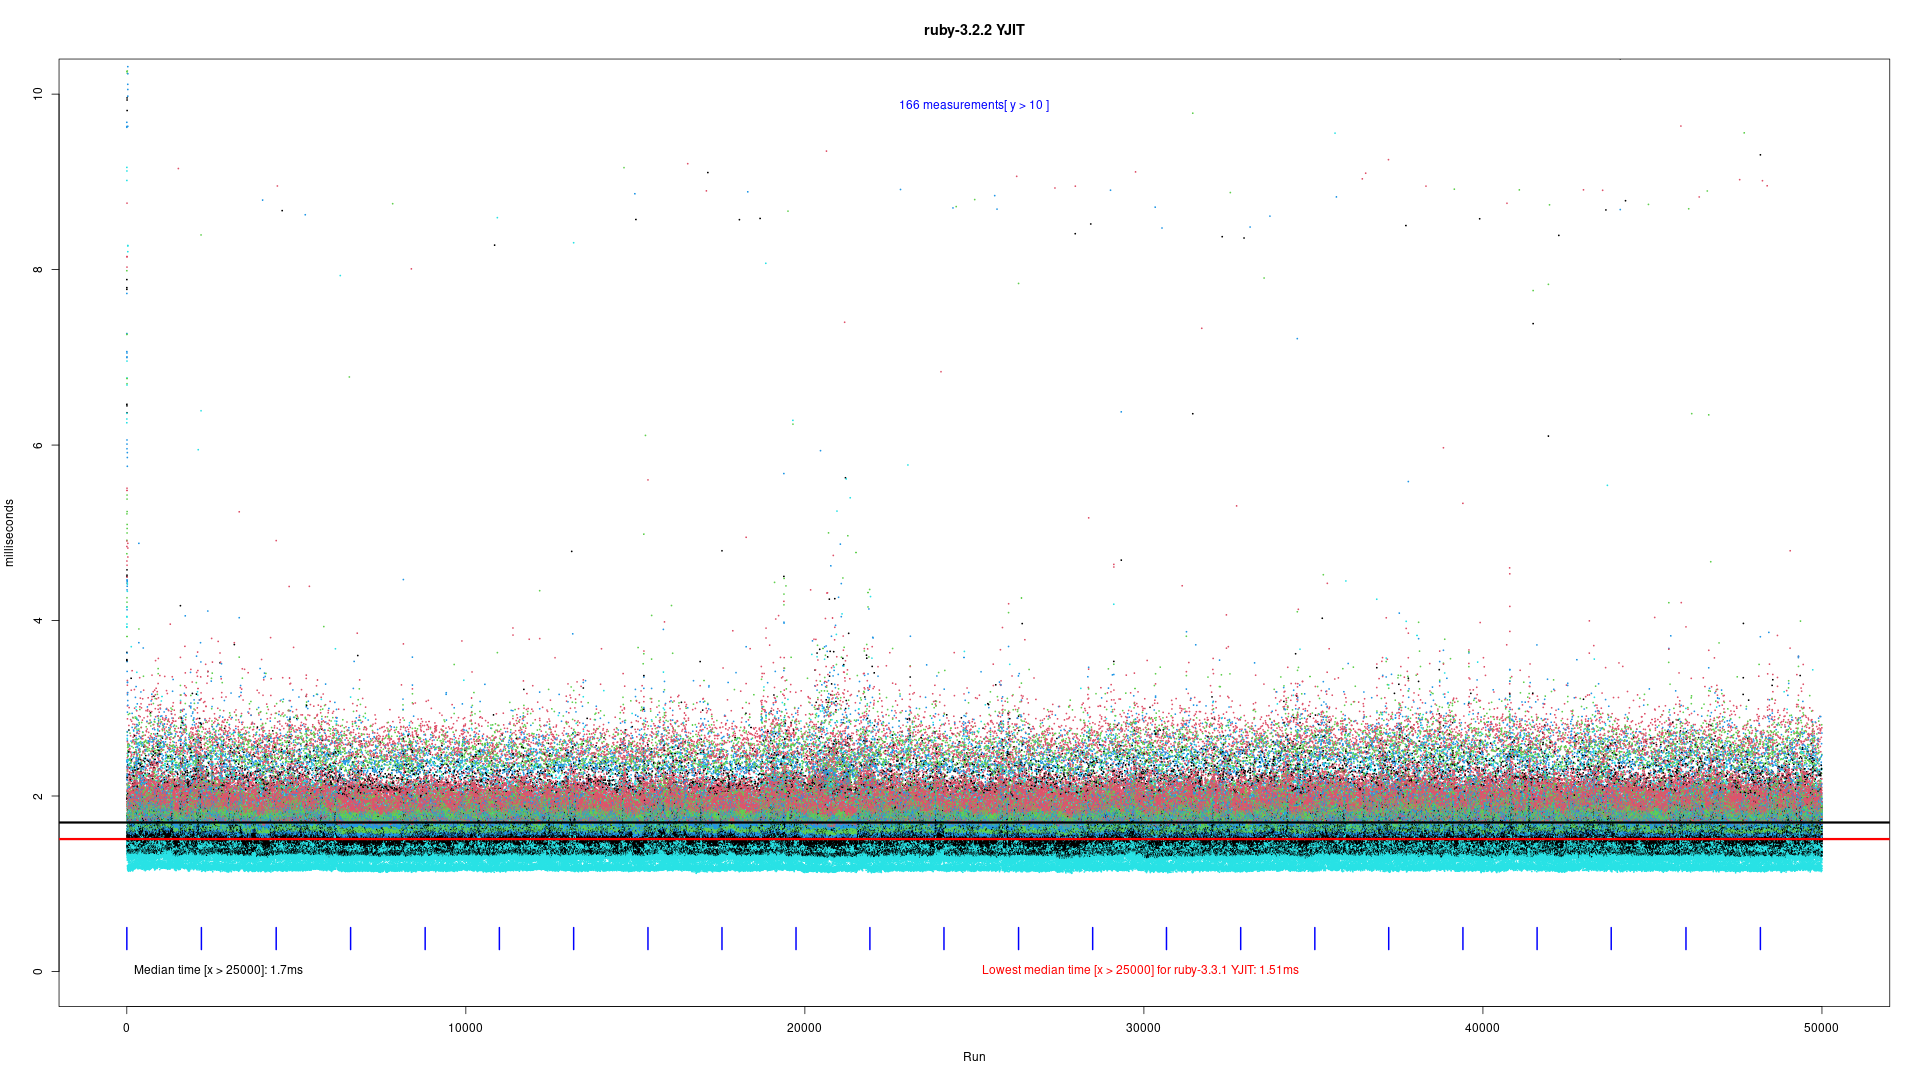 ruby-3.2.2 YJIT
166 measurements[ y > 10 ]
10
8
6
4
2
0
milliseconds
Median time [x > 25000]: 1.7ms
Lowest median time [x > 25000] for ruby-3.3.1 YJIT: 1.51ms
0 10000 20000 30000 40000 50000
Run